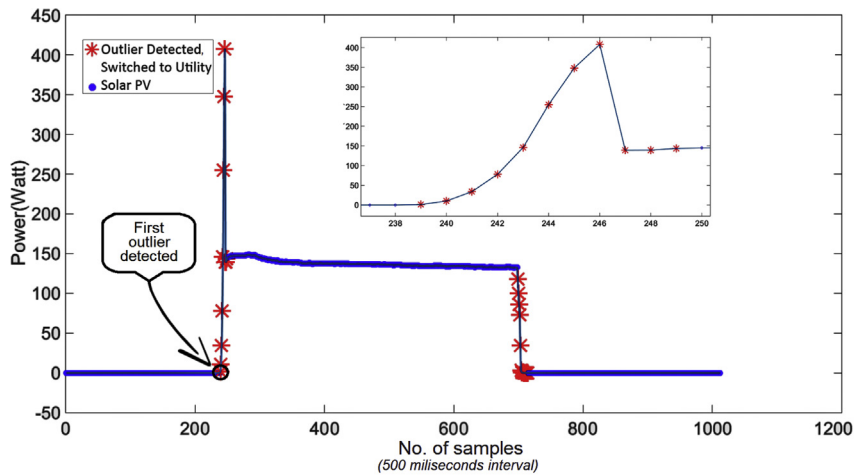 450
400
350
300
250
200
150
100
50
0
-50
Power(Watt)
Outlier Detected,
Switched to Utility
Solar PV
First
outlier
detected
400
350
300
250
200
150
100
50
0
238 240 242 244 246 248 250
0 200 400 600 800 1000 1200
No. of samples
(500 miliseconds interval)